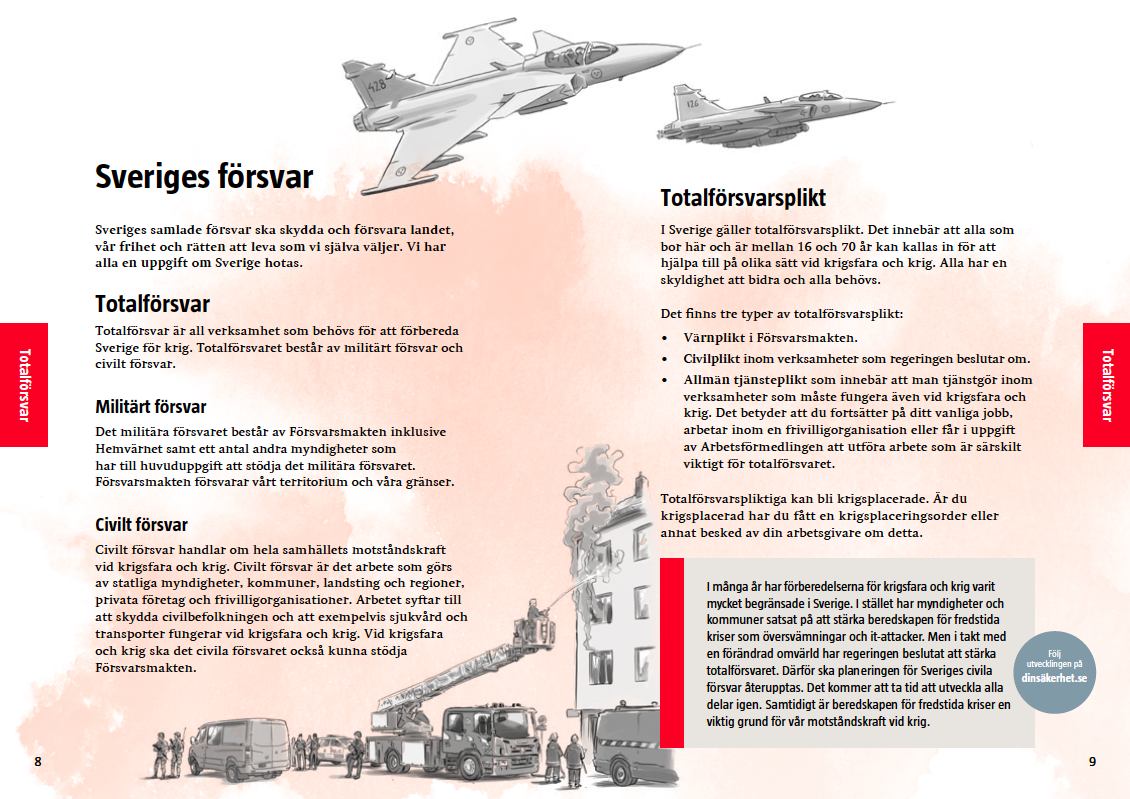 428
126
Sveriges försvar
Sveriges samlade försvar ska skydda och försvara landet,
vår frihet och rätten att leva som vi själva väljer. Vi har
alla en uppgift om Sverige hotas.
Totalförsvar
Totalförsvar är all verksamhet som behövs för att förbereda
Sverige för krig. Totalförsvaret består av militärt försvar och
civilt försvar.
Militärt försvar
Det militära försvaret består av Försvarsmakten inklusive
Hemvärnet samt ett antal andra myndigheter som
har till huvuduppgift att stödja det militära försvaret.
Försvarsmakten försvarar vårt territorium och våra gränser.
Civilt försvar
Civilt försvar handlar om hela samhällets motståndskraft
vid krigsfara och krig. Civilt försvar är det arbete som görs
av statliga myndigheter, kommuner, landsting och regioner,
privata företag och frivilligorganisationer. Arbetet syftar till
att skydda civilbefolkningen och att exempelvis sjukvård och
transporter fungerar vid krigsfara och krig. Vid krigsfara
och krig ska det civila försvaret också kunna stödja
Försvarsmakten.
Totalförsvar
8
Totalförsvarsplikt
I Sverige gäller totalförsvarsplikt. Det innebär att alla som
bor här och är mellan 16 och 70 år kan kallas in för att
hjälpa till på olika sätt vid krigsfara och krig. Alla har en
skyldighet att bidra och alla behövs.
Det finns tre typer av totalförsvarsplikt:
• Värnplikt i Försvarsmakten.
• Civilplikt inom verksamheter som regeringen beslutar om.
• Allmän tjänsteplikt som innebär att man tjänstgör inom
verksamheter som måste fungera även vid krigsfara och
krig. Det betyder att du fortsätter på ditt vanliga jobb,
arbetar inom en frivilligorganisation eller får i uppgift
av Arbetsförmedlingen att utföra arbete som är särskilt
viktigt för totalförsvaret.
Totalförsvarspliktiga kan bli krigsplacerade. Är du
krigsplacerad har du fått en krigsplaceringsorder eller
annat besked av din arbetsgivare om detta.
I många år har förberedelserna för krigsfara och krig varit
mycket begränsade i Sverige. I stället har myndigheter och
kommuner satsat på att stärka beredskapen för fredstida
kriser som översvämningar och it-attacker. Men i takt med
en förändrad omvärld har regeringen beslutat att stärka
totalförsvaret. Därför ska planeringen för Sveriges civila
försvar återupptas. Det kommer att ta tid att utveckla alla
delar igen. Samtidigt är beredskapen för fredstida kriser en
viktig grund för vår motståndskraft vid krig.
Följ
utvecklingen på
dinsäkerhet.se
Totalförsvar
9